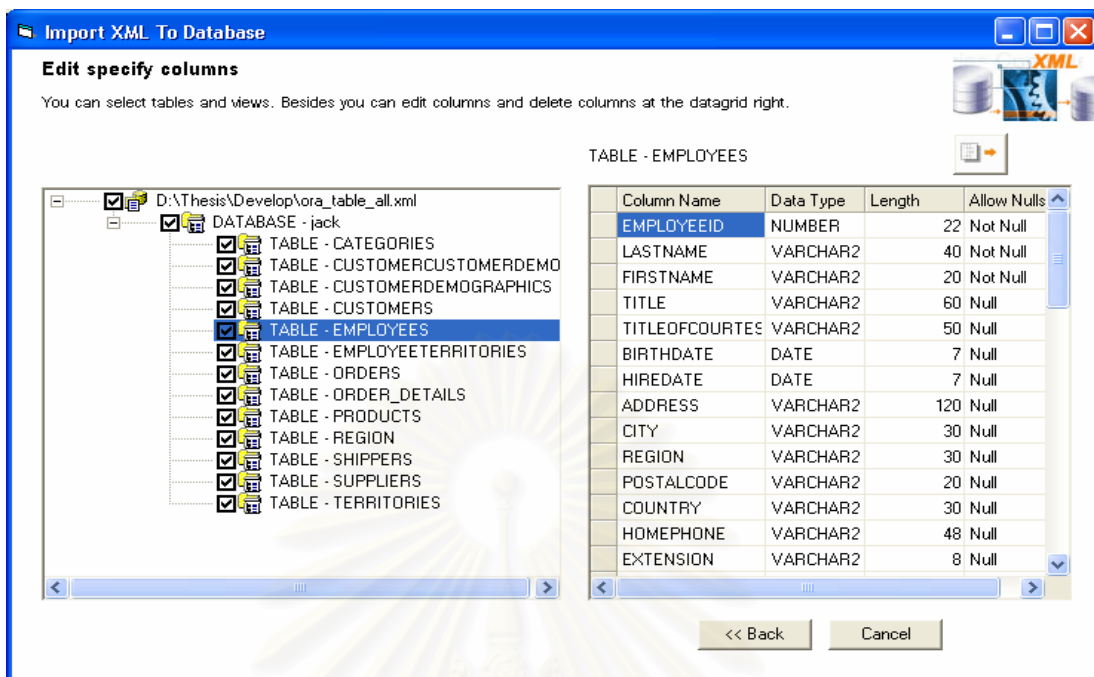 Import XML To Database
Edit specify columns
XML
You can select tables and views. Besides you can edit columns and delete columns at the datagrid right.
TABLE - EMPLOYEES
D:\Thesis\Develop\ora_table_all.xml
DATABASE - jack
TABLE - CATEGORIES
TABLE - CUSTOMERCUSTOMERDEMO
TABLE - CUSTOMERDEMOGRAPHICS
TABLE - CUSTOMERS
TABLE - EMPLOYEES
TABLE - EMPLOYEETERRITORIES
TABLE - ORDERS
TABLE - ORDER_DETAILS
TABLE - PRODUCTS
TABLE - REGION
TABLE - SHIPPERS
TABLE - SUPPLIERS
TABLE - TERRITORIES
Column Name Data Type Length Allow Nulls
EMPLOYEEID NUMBER 22 Not Null
LASTNAME VARCHAR2 40 Not Null
FIRSTNAME VARCHAR2 20 Not Null
TITLE VARCHAR2 60 Null
TITLEOFCOURTES VARCHAR2 50 Null
BIRTHDATE DATE 7 Null
HIREDATE DATE 7 Null
ADDRESS VARCHAR2 120 Null
CITY VARCHAR2 30 Null
REGION VARCHAR2 30 Null
POSTALCODE VARCHAR2 20 Null
COUNTRY VARCHAR2 30 Null
HOMEPHONE VARCHAR2 48 Null
EXTENSION VARCHAR2 8 Null
<< Back Cancel